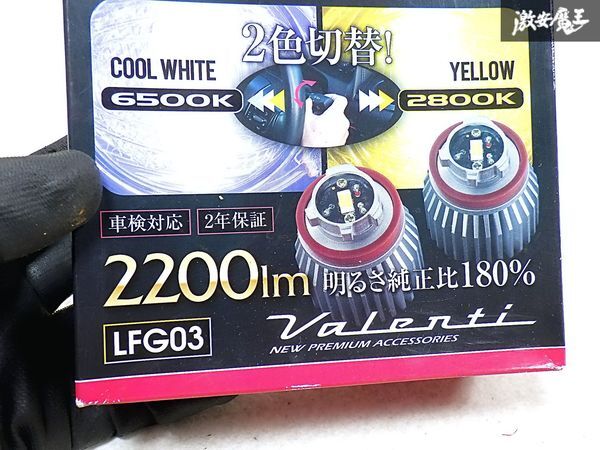 激安魔王
2色切替!
COOL WHITE
6500K
YELLOW
2800K
車検対応
2年保証
2200lm 明るさ純正比180%
LFG03
Valenti
NEW PREMIUM ACCESSORIES